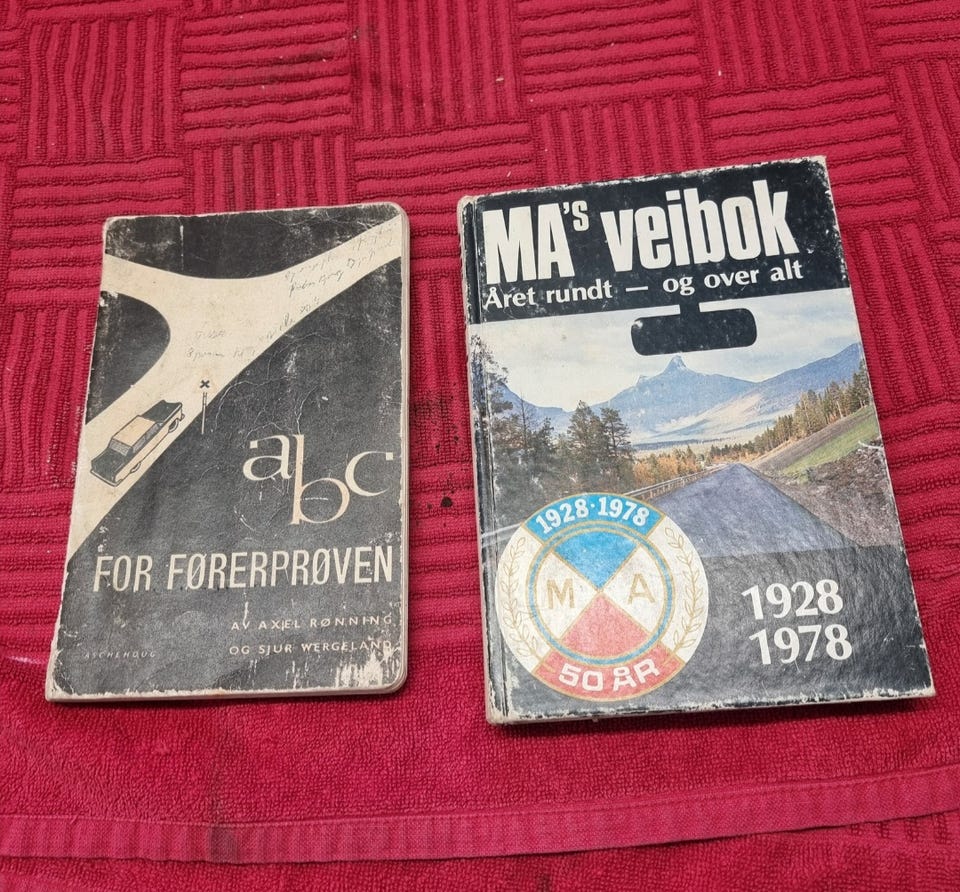 abc
FOR FØRERPRØVEN
AV AXEL RØNNING
OG SJUR WERGELAND
ASCHEHOUG
MA's veibok
Året rundt — og over alt
1928·1978
M A
50 ÅR
1928
1978